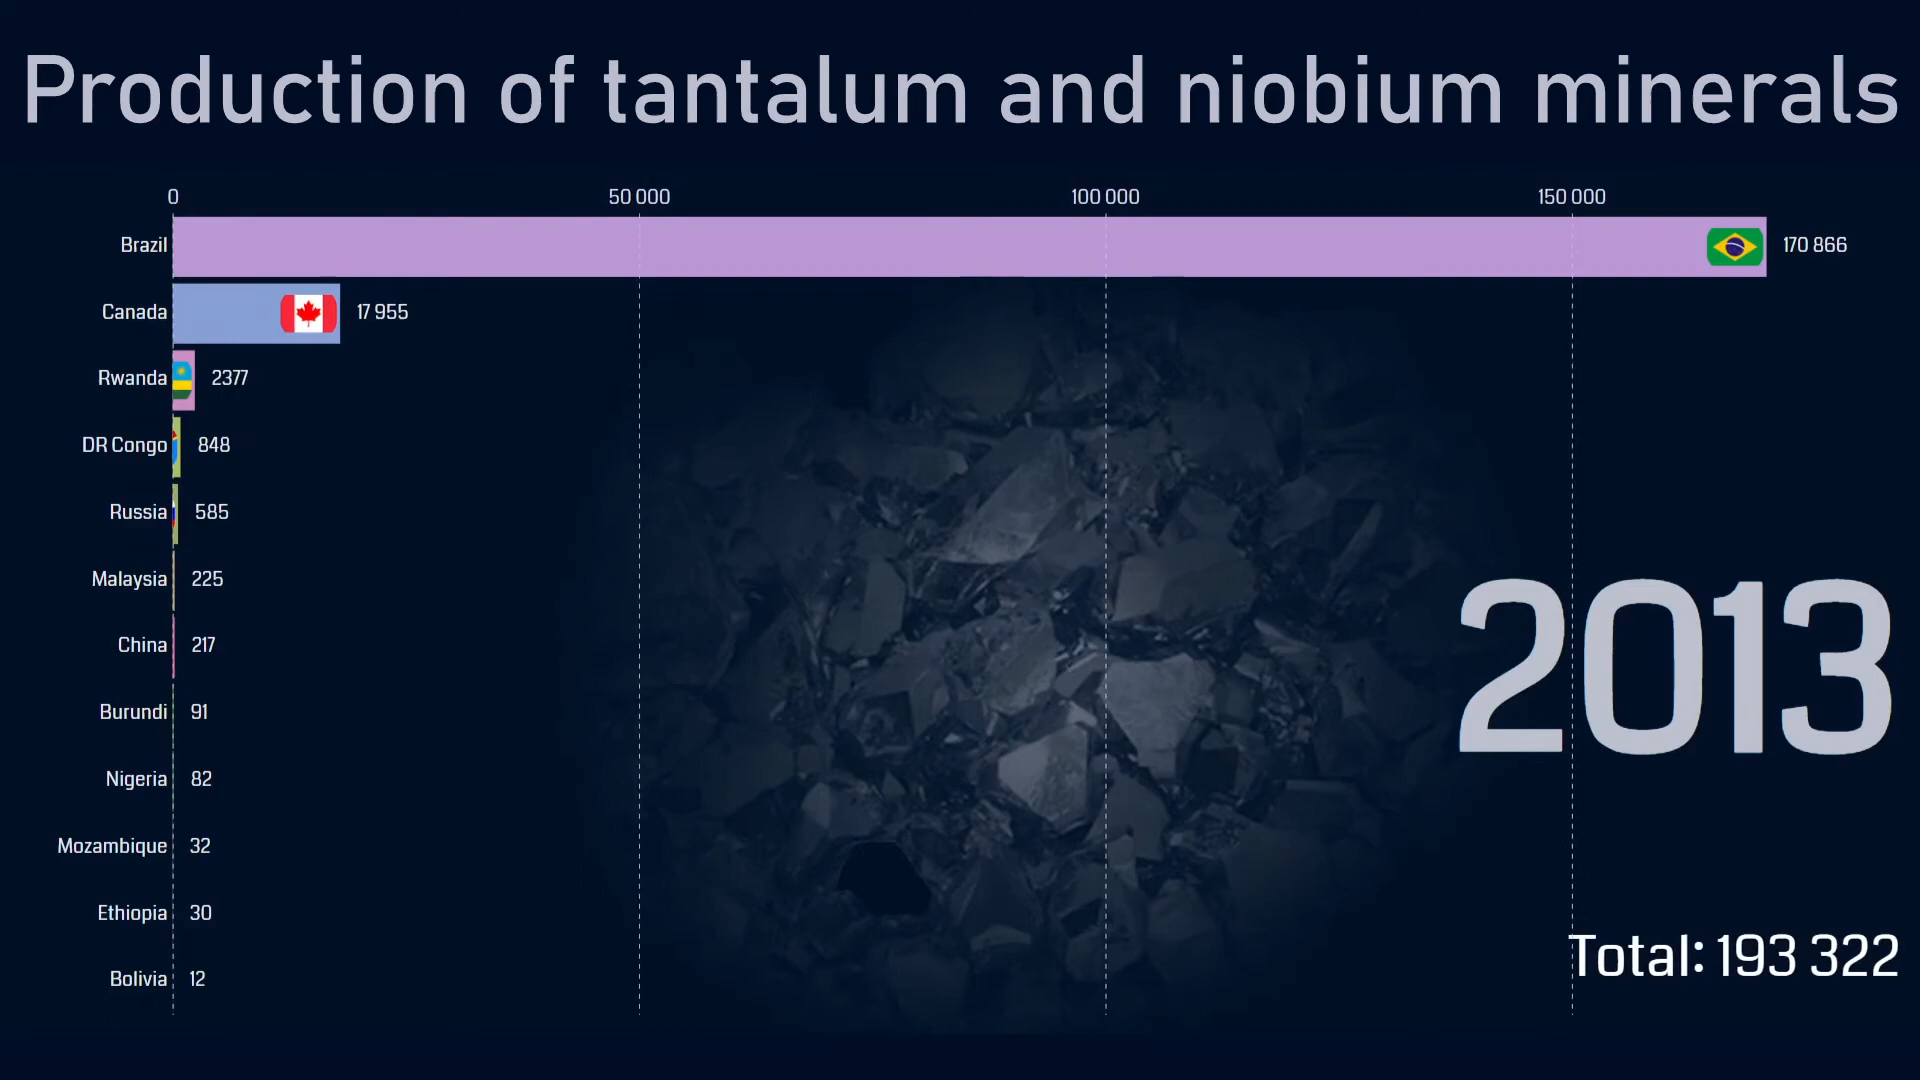 Production of tantalum and niobium minerals
0 50 000 100 000 150 000
Brazil 170 866
Canada 17 955
Rwanda 2377
DR Congo 848
Russia 585
Malaysia 225
China 217
Burundi 91
Nigeria 82
Mozambique 32
Ethiopia 30
Bolivia 12
2013
Total: 193 322